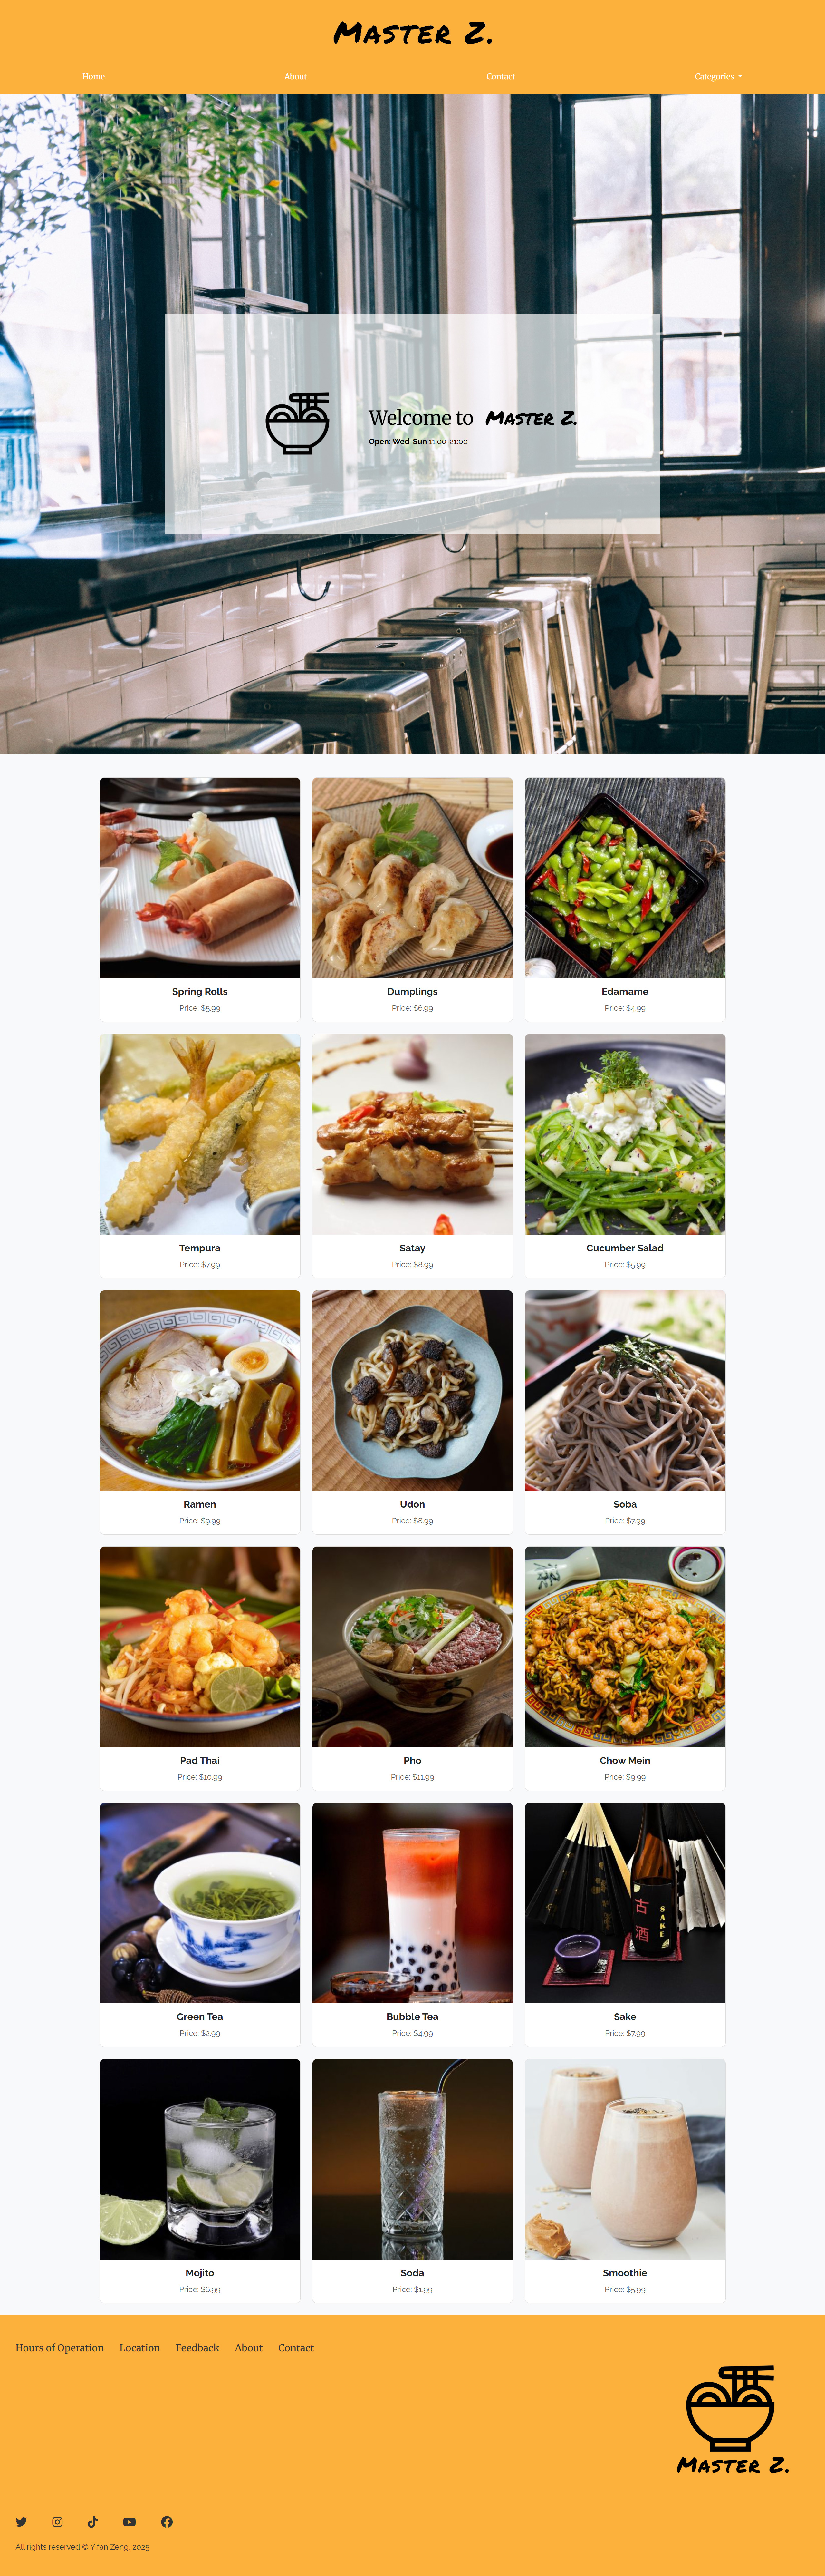 Master Z.
Home About Contact Categories
Welcome to Master Z.
Open: Wed-Sun 11:00-21:00
Spring Rolls Dumplings Edamame
Price: $5.99 Price: $6.99 Price: $4.99
Tempura Satay Cucumber Salad
Price: $7.99 Price: $8.99 Price: $5.99
Ramen Udon Soba
Price: $9.99 Price: $8.99 Price: $7.99
Pad Thai Pho Chow Mein
Price: $10.99 Price: $11.99 Price: $9.99
古酒 SAKE
Green Tea Bubble Tea Sake
Price: $2.99 Price: $4.99 Price: $7.99
Mojito Soda Smoothie
Price: $6.99 Price: $1.99 Price: $5.99
Hours of Operation Location Feedback About Contact
Master Z.
All rights reserved © Yifan Zeng, 2025